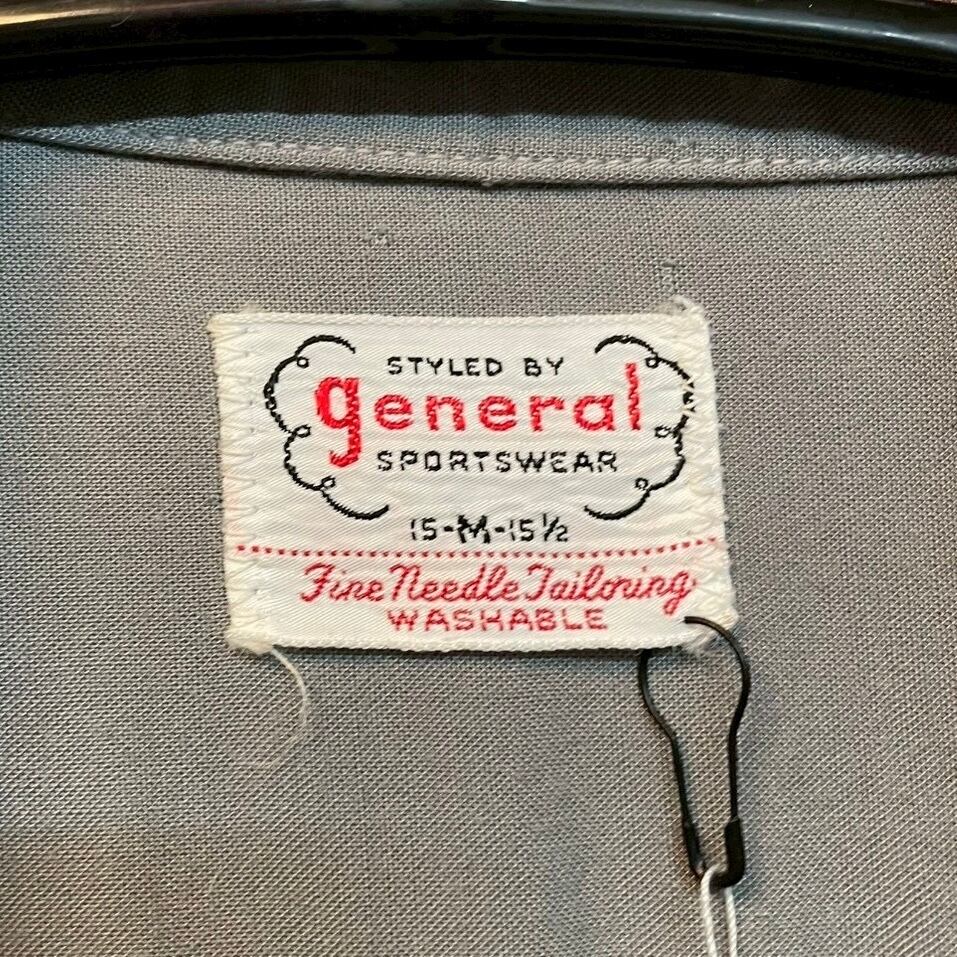 STYLED BY
general
SPORTSWEAR
15-M-15½
Fine Needle Tailoring
WASHABLE